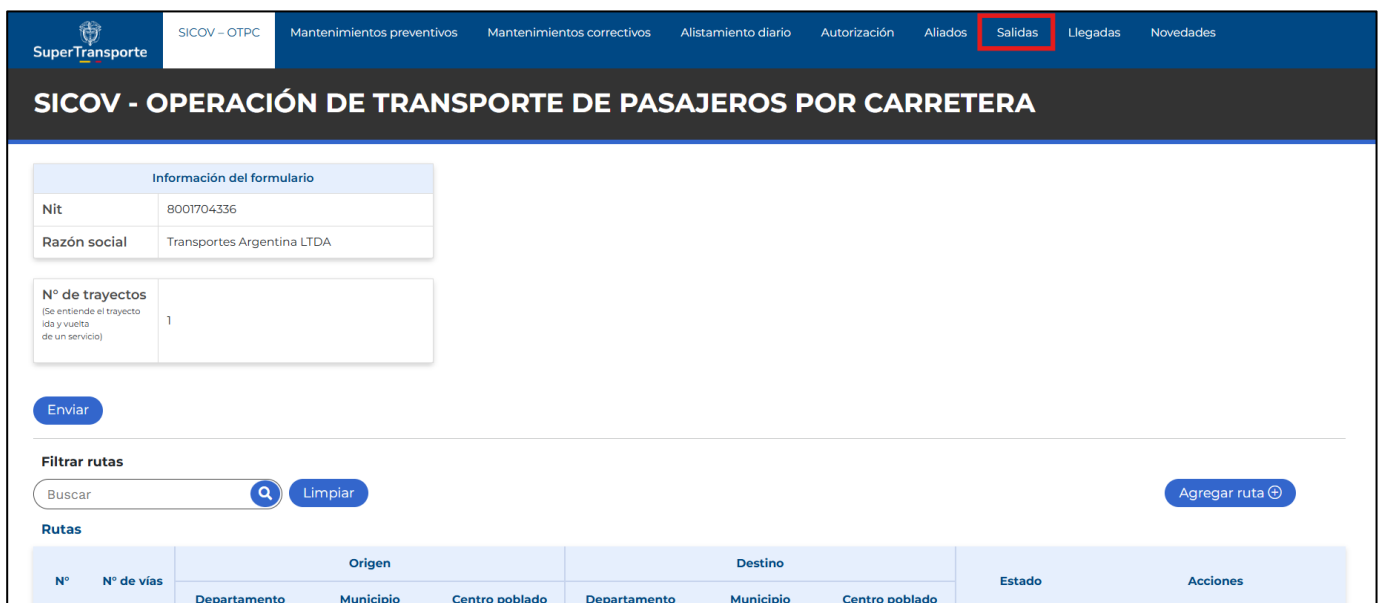 SuperTransporte
SICOV – OTPC Mantenimientos preventivos Mantenimientos correctivos Alistamiento diario Autorización Aliados Salidas Llegadas Novedades
SICOV - OPERACIÓN DE TRANSPORTE DE PASAJEROS POR CARRETERA
Información del formulario
Nit 8001704336
Razón social Transportes Argentina LTDA
N° de trayectos
(Se entiende el trayecto
ida y vuelta
de un servicio)
1
Enviar
Filtrar rutas
Buscar Limpiar Agregar ruta
Rutas
Origen Destino
N° N° de vías Estado Acciones
Departamento Municipio Centro poblado Departamento Municipio Centro poblado